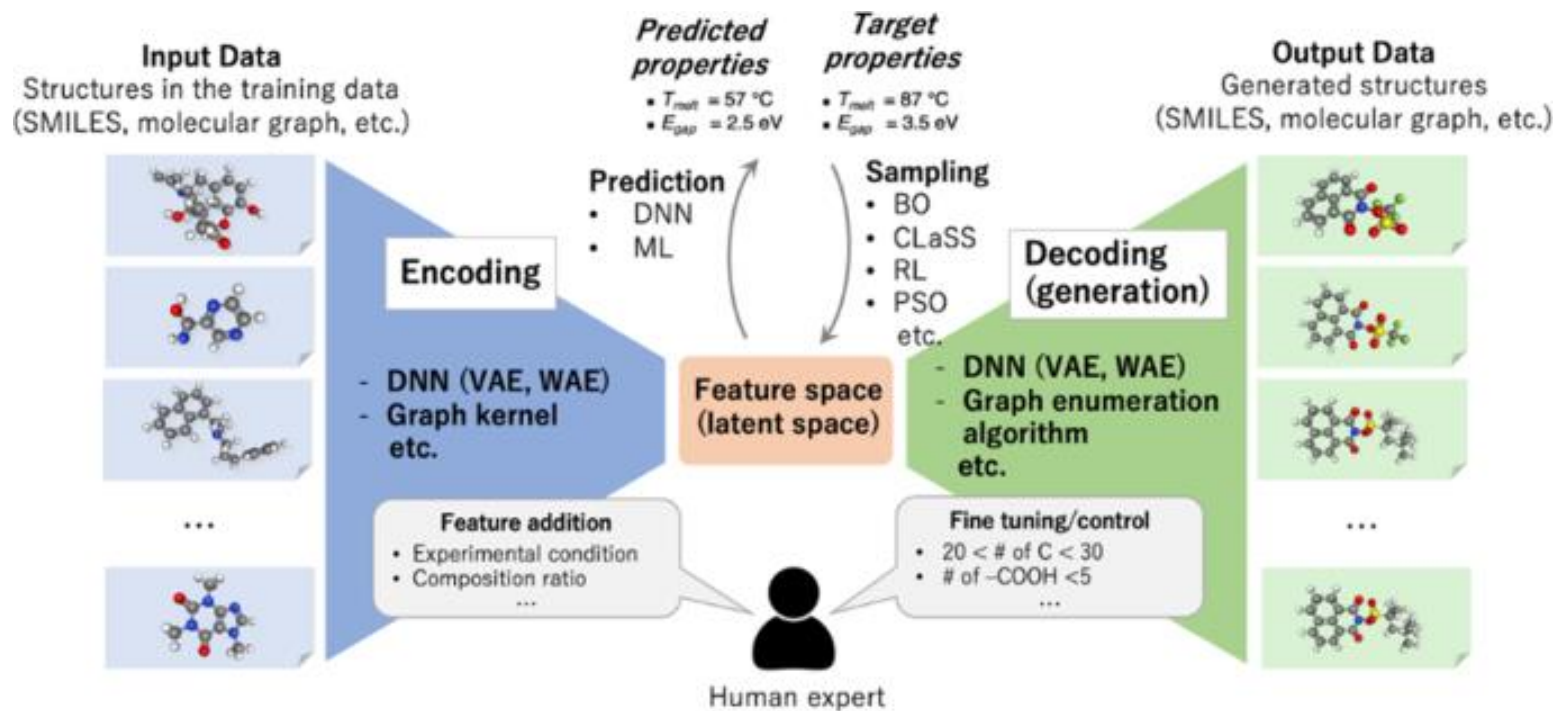 Input Data
Structures in the training data
(SMILES, molecular graph, etc.)
Predicted
properties
▪ Tmelt = 57 °C
▪ Egap = 2.5 eV
Target
properties
▪ Tmelt = 87 °C
▪ Egap = 3.5 eV
Output Data
Generated structures
(SMILES, molecular graph, etc.)
Prediction
• DNN
• ML
Sampling
• BO
• CLaSS
• RL
• PSO
etc.
Encoding
- DNN (VAE, WAE)
- Graph kernel
etc.
Feature space
(latent space)
Decoding
(generation)
- DNN (VAE, WAE)
- Graph enumeration
algorithm
etc.
...
Feature addition
• Experimental condition
• Composition ratio
...
Fine tuning/control
• 20 < # of C < 30
• # of –COOH <5
...
...
Human expert